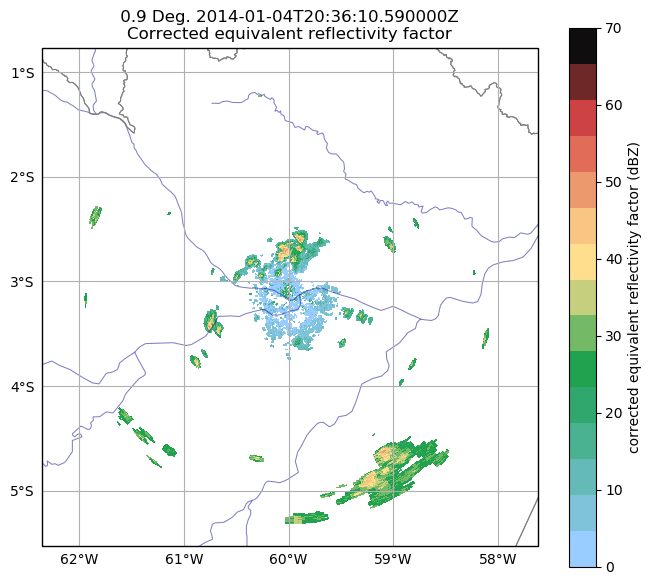 0.9 Deg. 2014-01-04T20:36:10.590000Z
Corrected equivalent reflectivity factor
1°S
2°S
3°S
4°S
5°S
62°W
61°W
60°W
59°W
58°W
70
60
50
40
30
20
10
0
corrected equivalent reflectivity factor (dBZ)